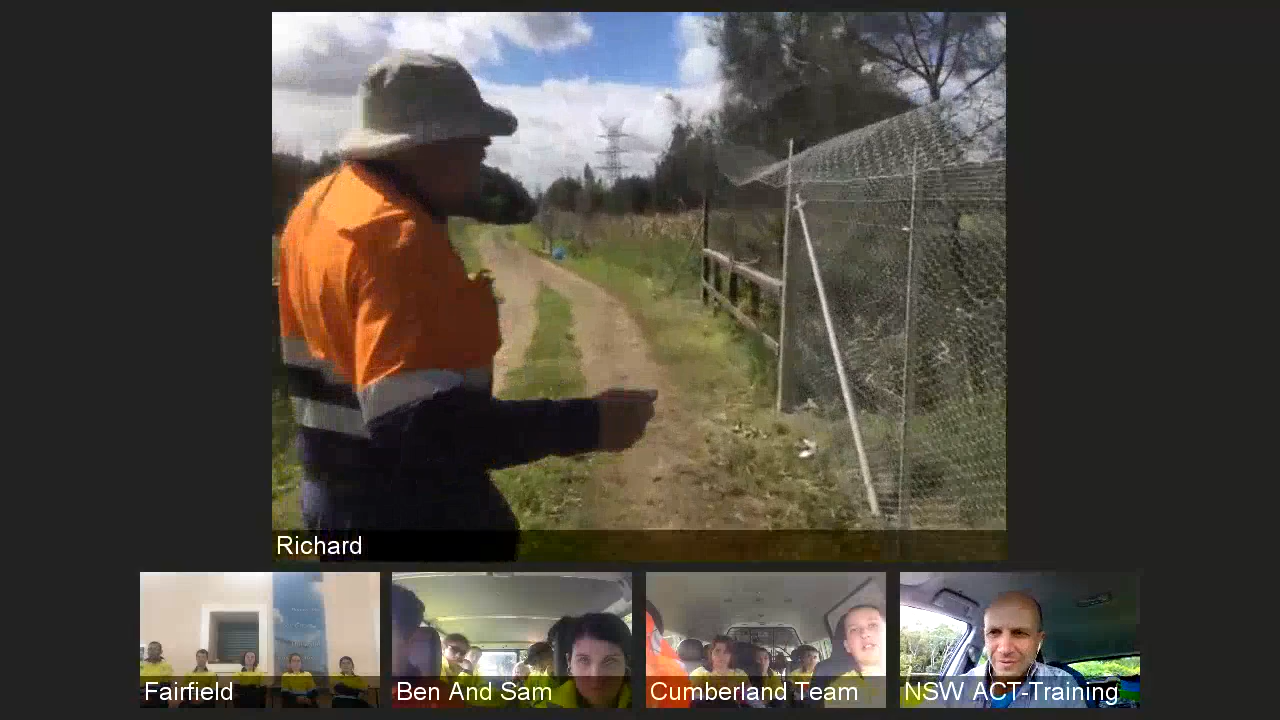 Richard
Fairfield
Ben And Sam
Cumberland Team
NSW ACT-Training